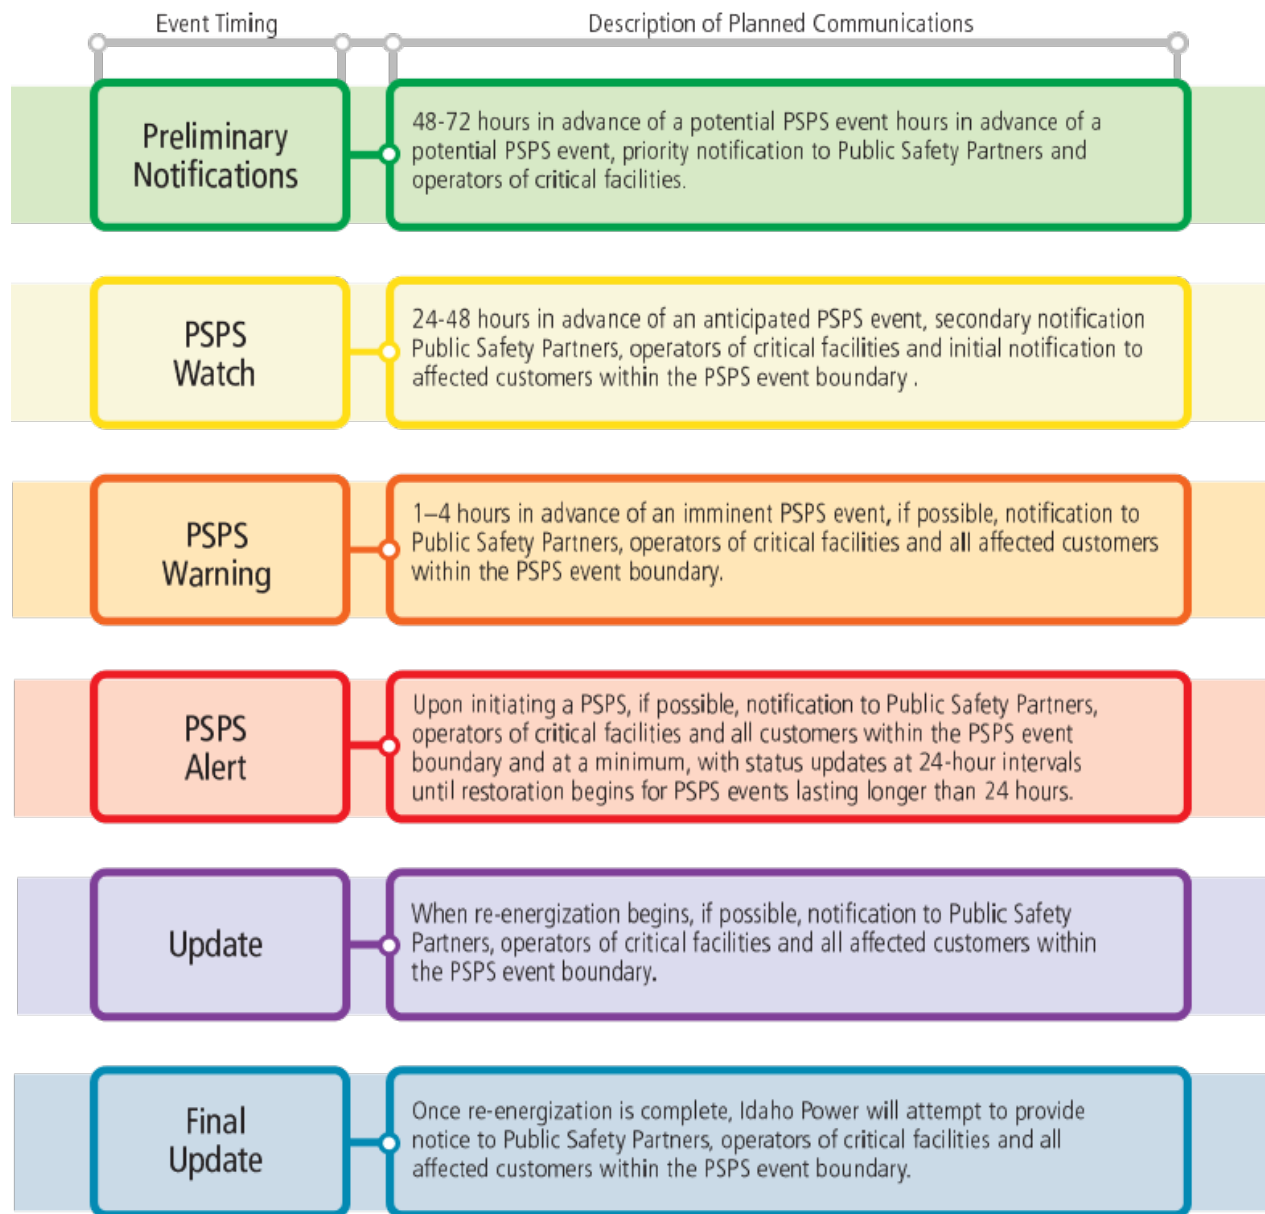 Event Timing
Description of Planned Communications
Preliminary
Notifications
48-72 hours in advance of a potential PSPS event hours in advance of a
potential PSPS event, priority notification to Public Safety Partners and
operators of critical facilities.
PSPS
Watch
24-48 hours in advance of an anticipated PSPS event, secondary notification
Public Safety Partners, operators of critical facilities and initial notification to
affected customers within the PSPS event boundary .
PSPS
Warning
1–4 hours in advance of an imminent PSPS event, if possible, notification to
Public Safety Partners, operators of critical facilities and all affected customers
within the PSPS event boundary.
PSPS
Alert
Upon initiating a PSPS, if possible, notification to Public Safety Partners,
operators of critical facilities and all customers within the PSPS event
boundary and at a minimum, with status updates at 24-hour intervals
until restoration begins for PSPS events lasting longer than 24 hours.
Update
When re-energization begins, if possible, notification to Public Safety
Partners, operators of critical facilities and all affected customers within
the PSPS event boundary.
Final
Update
Once re-energization is complete, Idaho Power will attempt to provide
notice to Public Safety Partners, operators of critical facilities and all
affected customers within the PSPS event boundary.